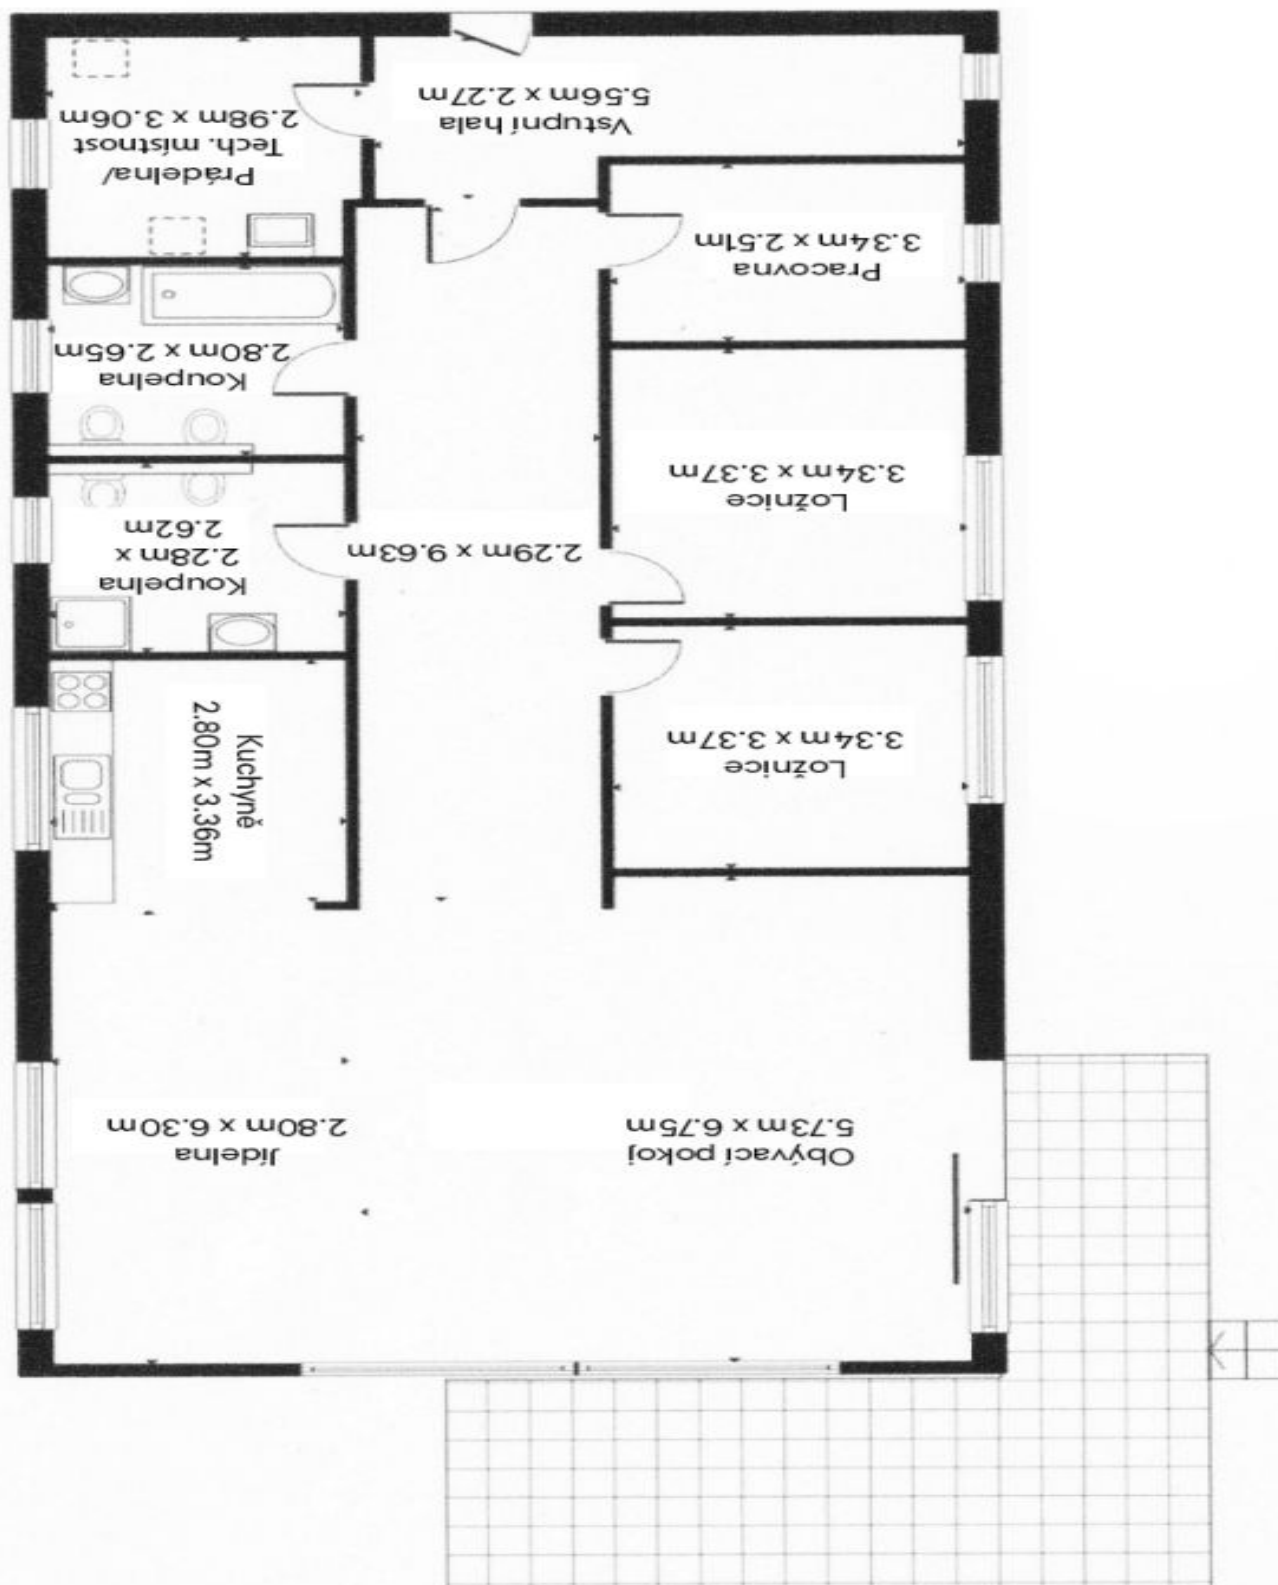 Obývací pokoj
5.73m x 6.75m
Jídelna
2.80m x 6.30m
Ložnice
3.34m x 3.37m
Kuchyně
2.80m x 3.36m
Koupelna
2.28m x
2.62m
2.29m x 9.63m
Ložnice
3.34m x 3.37m
Koupelna
2.80m x 2.65m
Pracovna
3.34m x 2.51m
Prádelna/
Tech. místnost
2.98m x 3.06m
Vstupní hala
5.56m x 2.27m